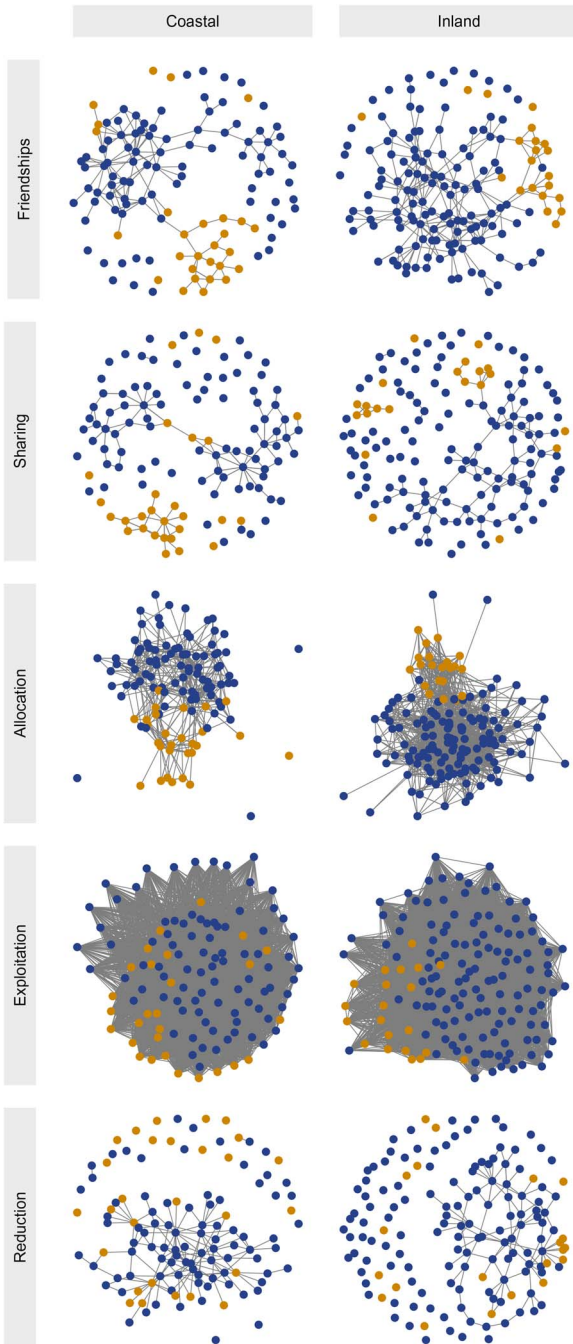 Coastal
Inland
Friendships
Sharing
Allocation
Exploitation
Reduction